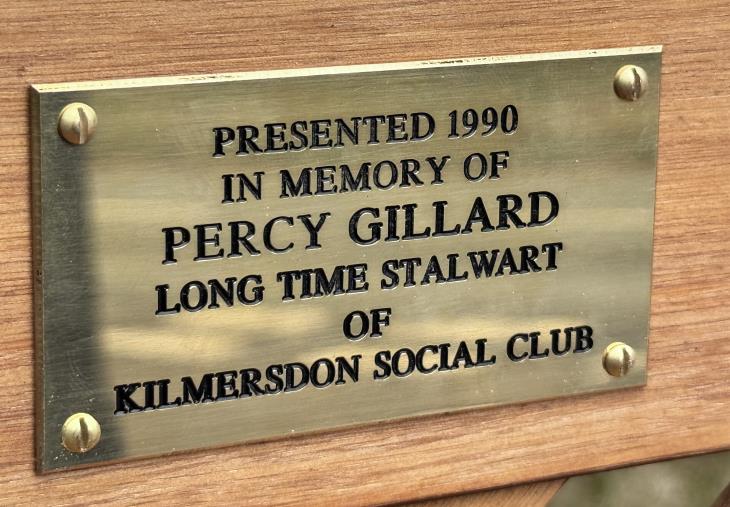 PRESENTED 1990
IN MEMORY OF
PERCY GILLARD
LONG TIME STALWART
OF
KILMERSDON SOCIAL CLUB